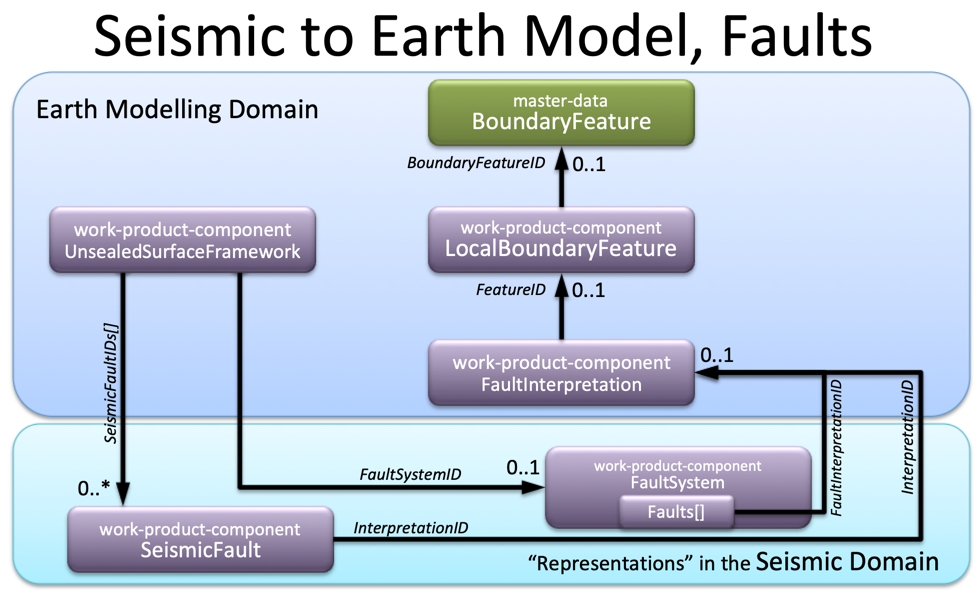 Seismic to Earth Model, Faults
Earth Modelling Domain
master-data
BoundaryFeature
BoundaryFeatureID
0..1
work-product-component
UnsealedSurfaceFramework
work-product-component
LocalBoundaryFeature
FeatureID
0..1
SeismicFaultIDs[]
work-product-component
FaultInterpretation
0..1
FaultInterpretationID
InterpretationID
FaultSystemID
0..1
work-product-component
FaultSystem
Faults[]
0..*
work-product-component
SeismicFault
InterpretationID
“Representations” in the Seismic Domain